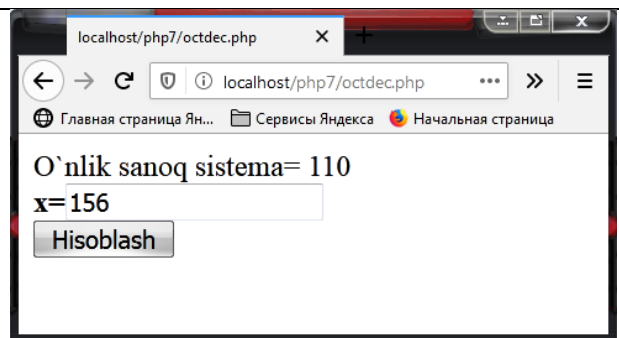 localhost/php7/octdec.php
localhost/php7/octdec.php
Главная страница Ян... Сервисы Яндекса Начальная страница
O`nlik sanoq sistema= 110
x=156
Hisoblash